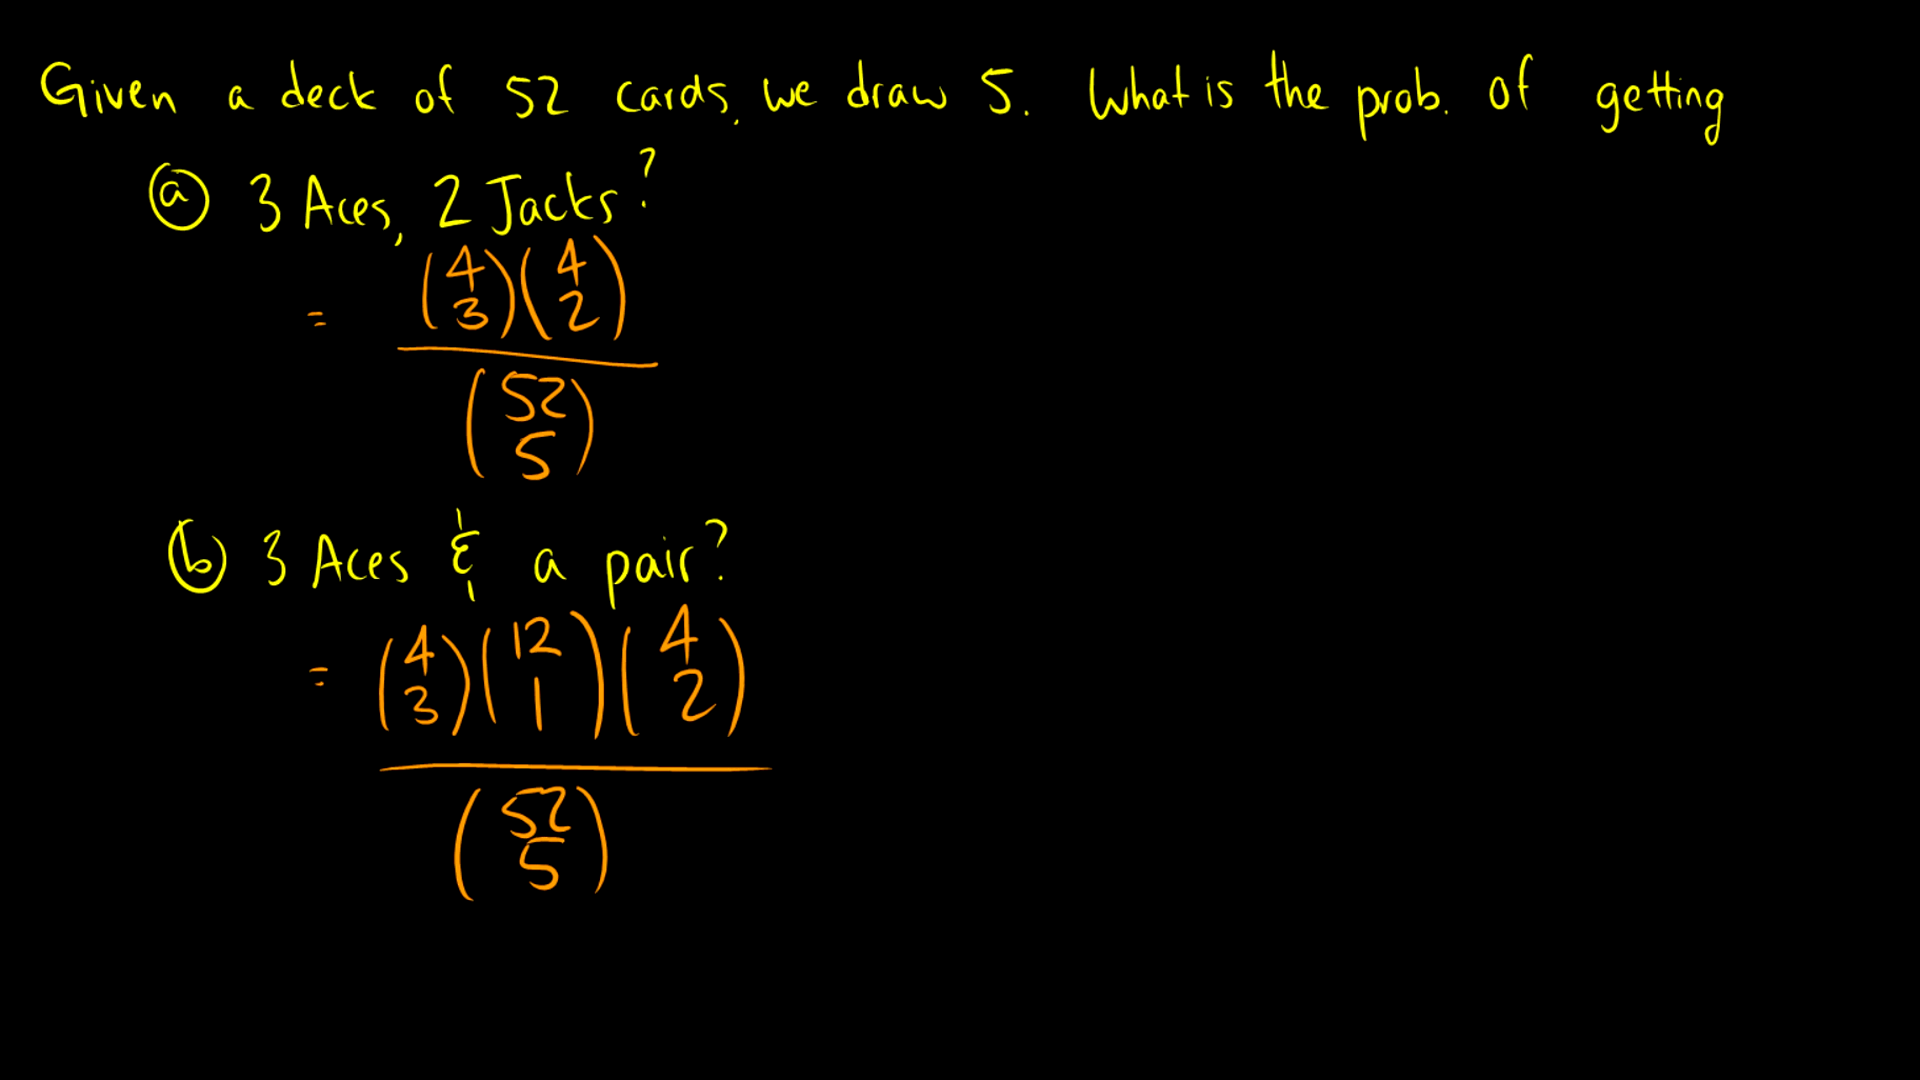 Given a deck of 52 cards, we draw 5. What is the prob. of getting
(a) 3 Aces, 2 Jacks?
= (4 3)(4 2)
(52 5)
(b) 3 Aces & a pair?
= (4 3)(12 1)(4 2)
(52 5)